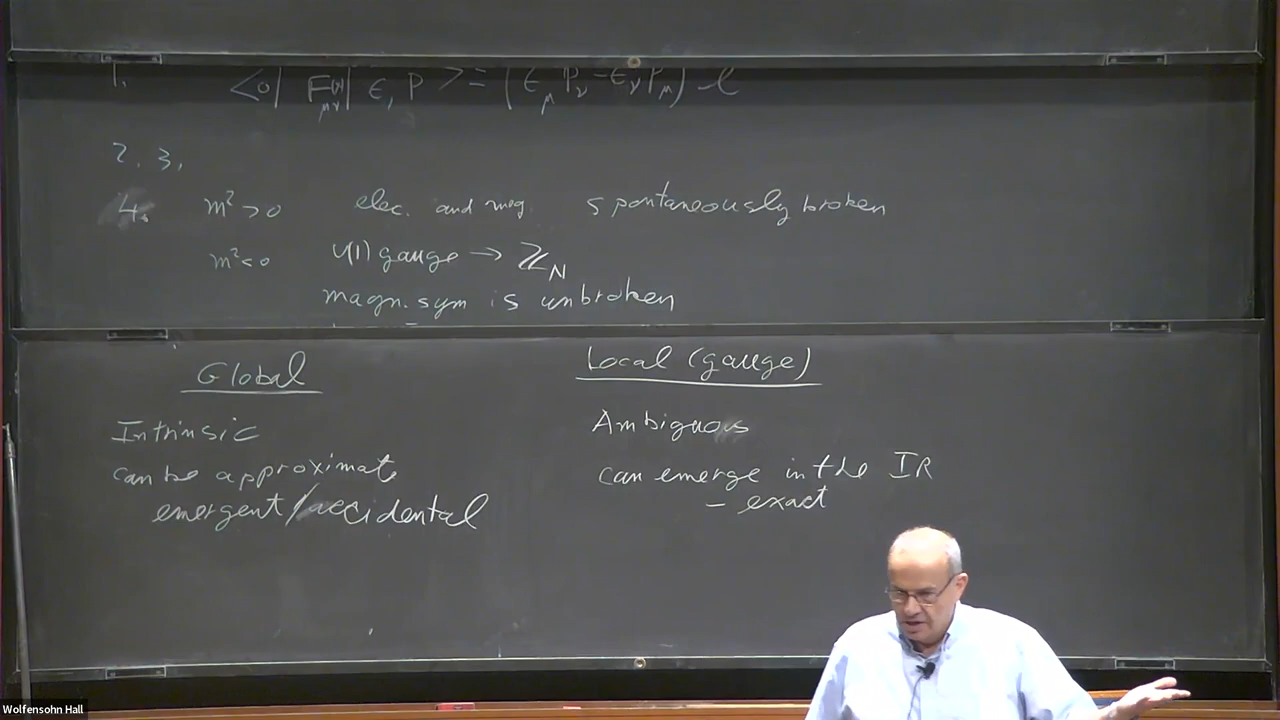 1. <0| F_{μν}^{(x)} | ε, P > = (ε_μ P_ν - ε_ν P_μ) e
2. 3.
4. m² > 0 elec. and mag. spontaneously broken
m² < 0 U(1) gauge → ℤ_N
magn. sym is unbroken
Global
Intrinsic
can be approximate
emergent/accidental
Local (gauge)
Ambiguous
can emerge in the IR
- exact
Wolfensohn Hall